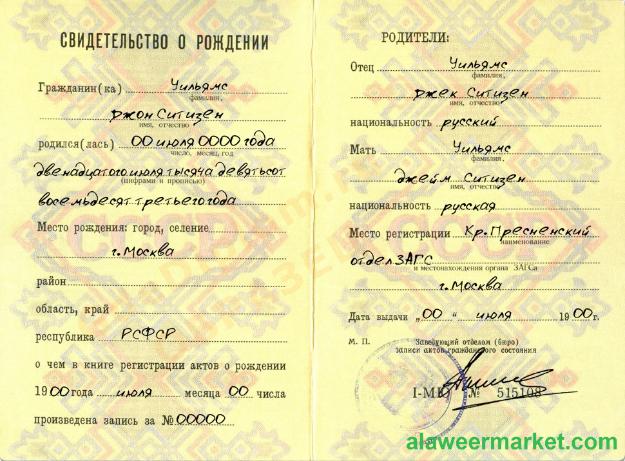 СВИДЕТЕЛЬСТВО О РОЖДЕНИИ
Гражданин(ка) Уильямс
фамилия,
Джон Ситизен
имя, отчество
родился(лась) 00 июля 0000 года
число, месяц, год
двенадцатого июля тысяча девятьсот
(цифрами и прописью)
восемьдесят третьего года
Место рождения: город, селение
г. Москва
район
область, край
республика РСФСР
о чем в книге регистрации актов о рождении
1900 года июля месяца 00 числа
произведена запись за № 00000
РОДИТЕЛИ:
Отец Уильямс
фамилия,
Джек Ситизен
имя, отчество
национальность русский
Мать Уильямс
фамилия,
Джейм Ситизен
имя, отчество
национальность русская
Место регистрации Кр. Пресненский
наименование
отдел ЗАГС
и местонахождения органа ЗАГСа
г. Москва
Дата выдачи „00“ июля 1900 г.
М. П.
Заведующий отделом (бюро)
записи актов гражданского состояния
I-МЮ № 515108
alaweermarket.com